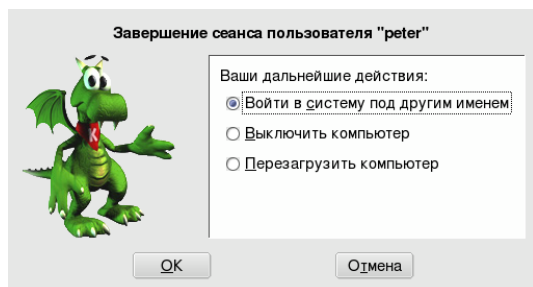 Завершение сеанса пользователя "peter"
Ваши дальнейшие действия:
Войти в систему под другим именем
Выключить компьютер
Перезагрузить компьютер
K
OK
Отмена